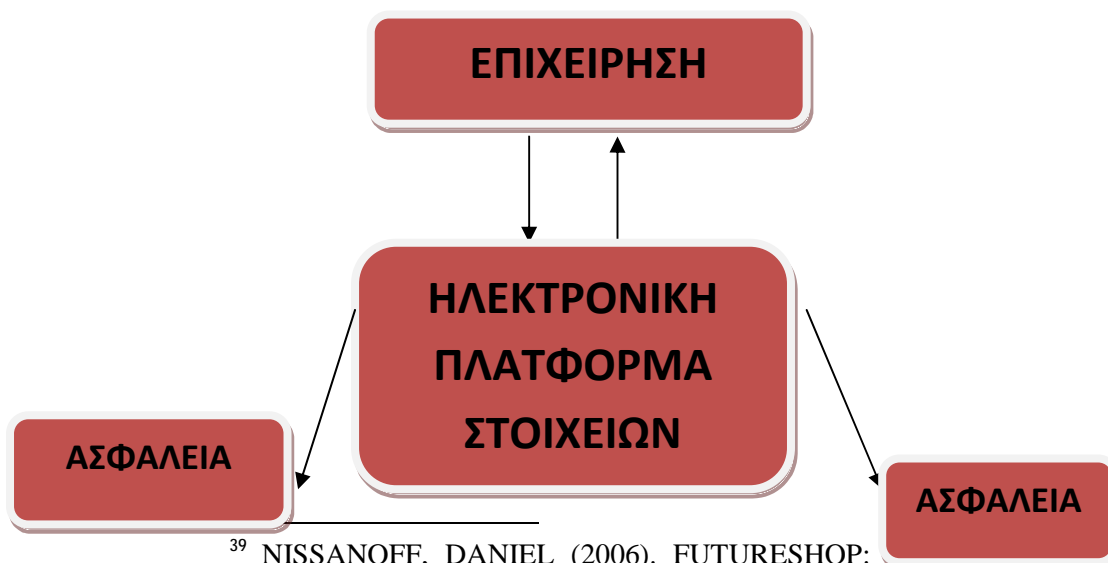 ΕΠΙΧΕΙΡΗΣΗ
ΗΛΕΚΤΡΟΝΙΚΗ
ΠΛΑΤΦΟΡΜΑ
ΣΤΟΙΧΕΙΩΝ
ΑΣΦΑΛΕΙΑ
ΑΣΦΑΛΕΙΑ
39 NISSANOFF, DANIEL (2006). FUTURESHOP: